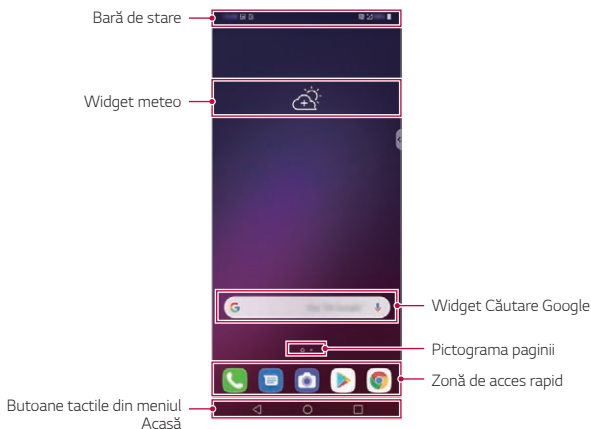 Bară de stare
Widget meteo
Widget Căutare Google
Pictograma paginii
Zonă de acces rapid
Butoane tactile din meniul
Acasă